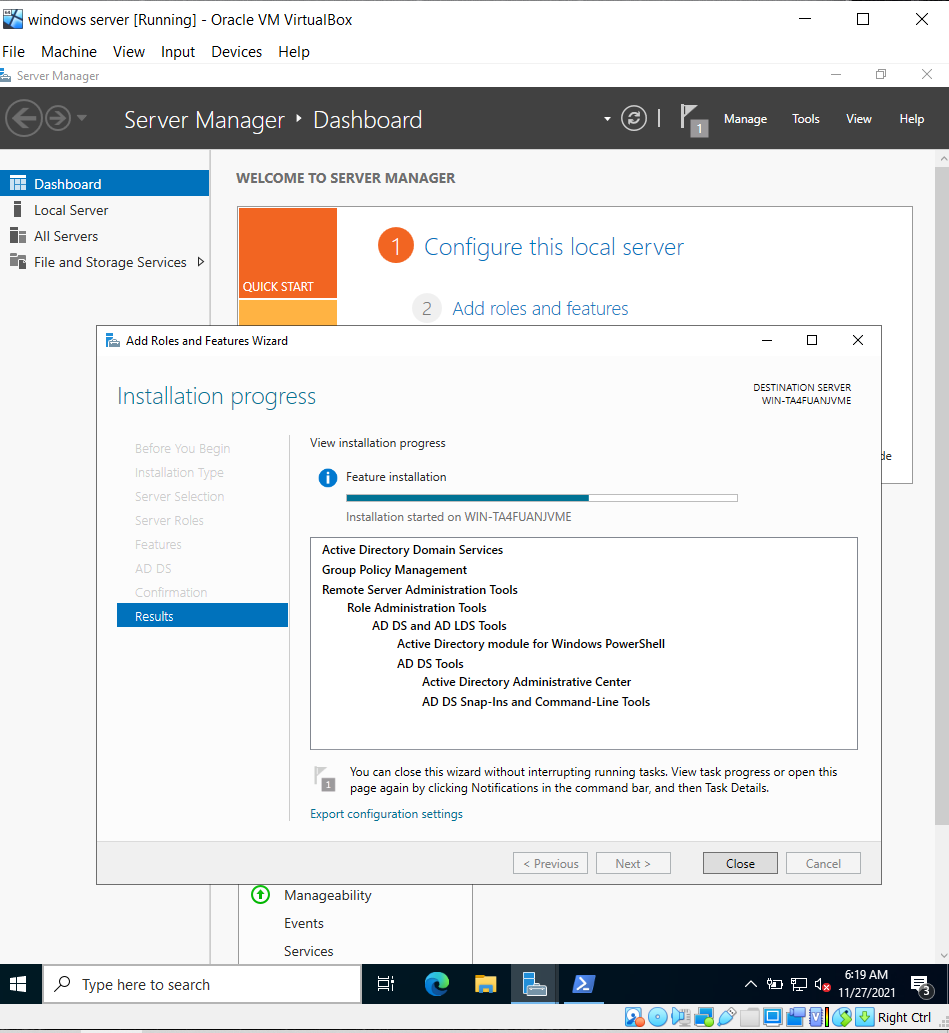 windows server [Running] - Oracle VM VirtualBox
File Machine View Input Devices Help
Server Manager
Server Manager ‣ Dashboard
1
Manage Tools View Help
Dashboard
Local Server
All Servers
File and Storage Services
WELCOME TO SERVER MANAGER
QUICK START
1 Configure this local server
2 Add roles and features
Add Roles and Features Wizard
Installation progress
DESTINATION SERVER
WIN-TA4FUANJVME
Before You Begin
Installation Type
Server Selection
Server Roles
Features
AD DS
Confirmation
Results
View installation progress
Feature installation
Installation started on WIN-TA4FUANJVME
Active Directory Domain Services
Group Policy Management
Remote Server Administration Tools
Role Administration Tools
AD DS and AD LDS Tools
Active Directory module for Windows PowerShell
AD DS Tools
Active Directory Administrative Center
AD DS Snap-Ins and Command-Line Tools
1
You can close this wizard without interrupting running tasks. View task progress or open this
page again by clicking Notifications in the command bar, and then Task Details.
Export configuration settings
< Previous Next > Close Cancel
de
Manageability
Events
Services
Type here to search
6:19 AM
11/27/2021
3
Right Ctrl